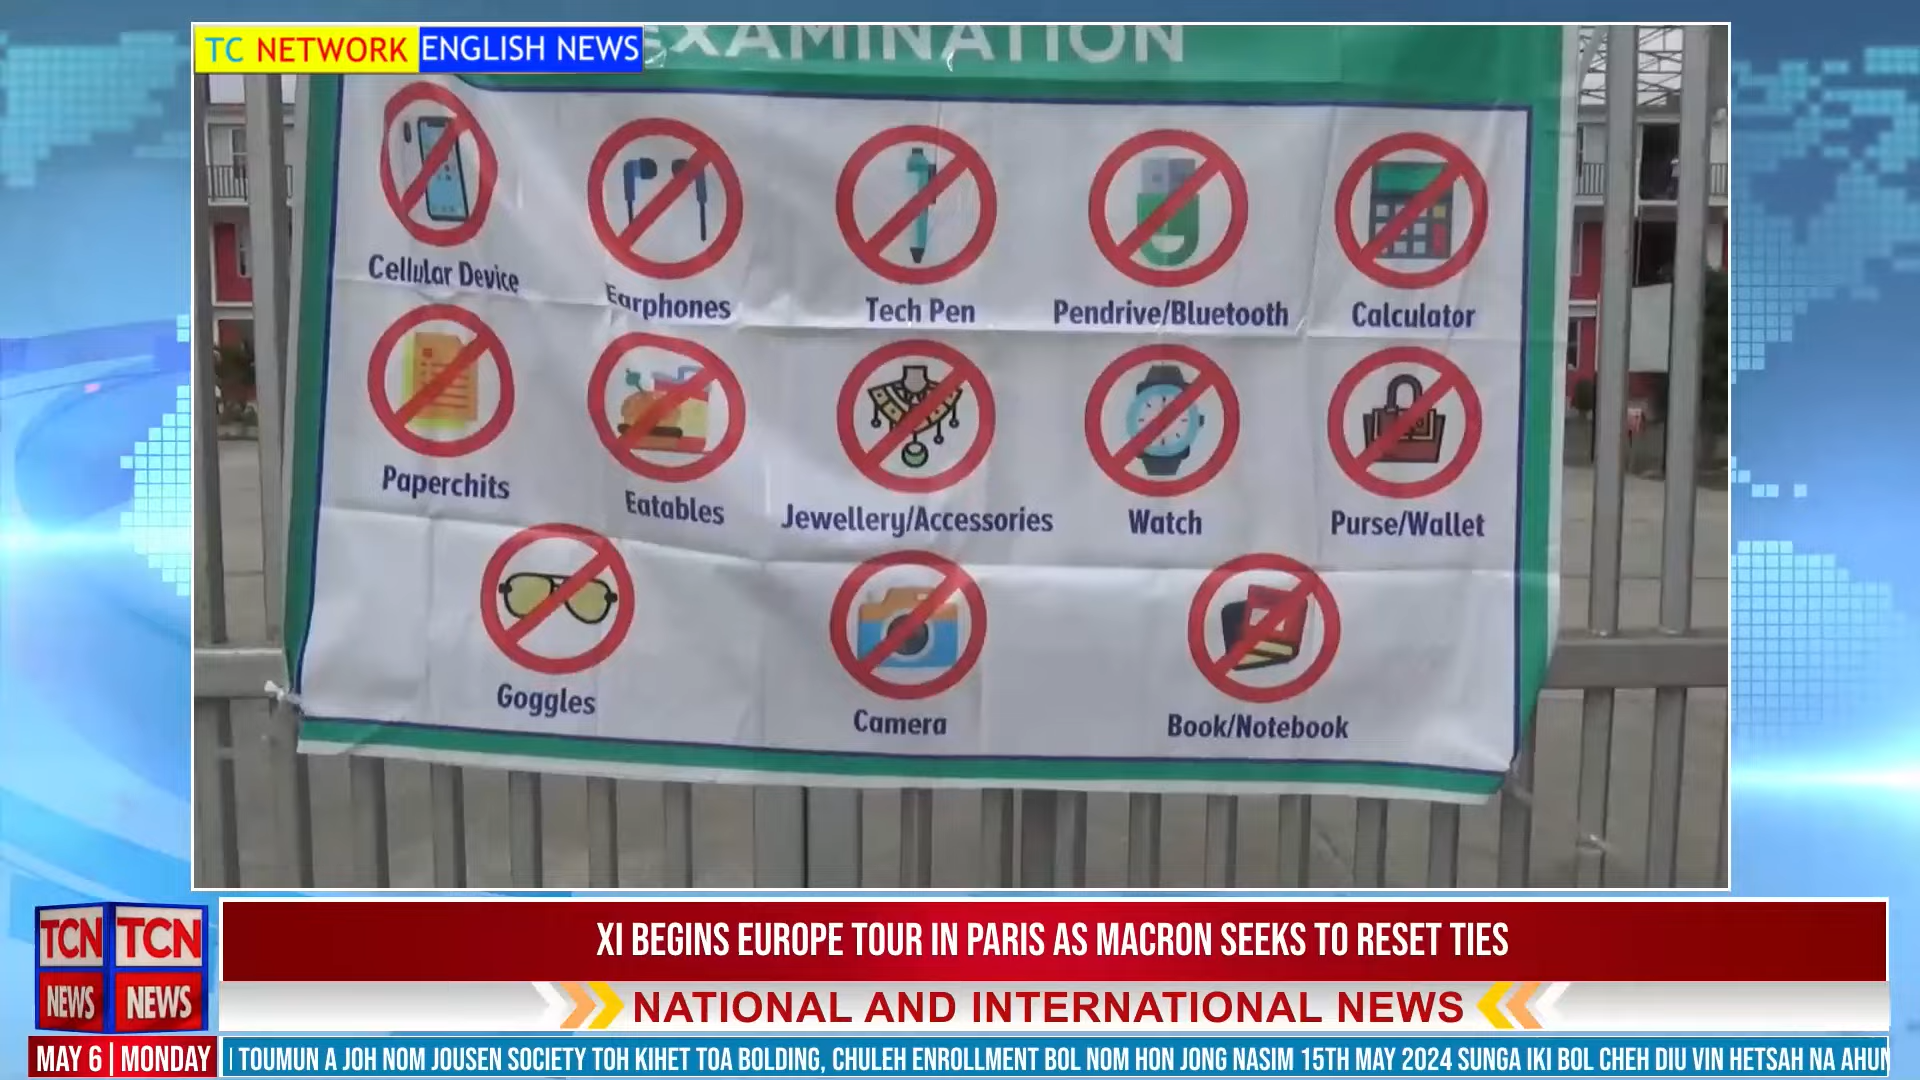 TC NETWORK ENGLISH NEWS
EXAMINATION
Cellular Device
Earphones
Tech Pen
Pendrive/Bluetooth
Calculator
Paperchits
Eatables
Jewellery/Accessories
Watch
Purse/Wallet
Goggles
Camera
Book/Notebook
TCN NEWS
TCN NEWS
XI BEGINS EUROPE TOUR IN PARIS AS MACRON SEEKS TO RESET TIES
NATIONAL AND INTERNATIONAL NEWS
MAY 6 | MONDAY
TOUMUN A JOH NOM JOUSEN SOCIETY TOH KIHET TOA BOLDING, CHULEH ENROLLMENT BOL NOM HON JONG NASIM 15TH MAY 2024 SUNGA IKI BOL CHEH DIU VIN HETSAH NA AHUN